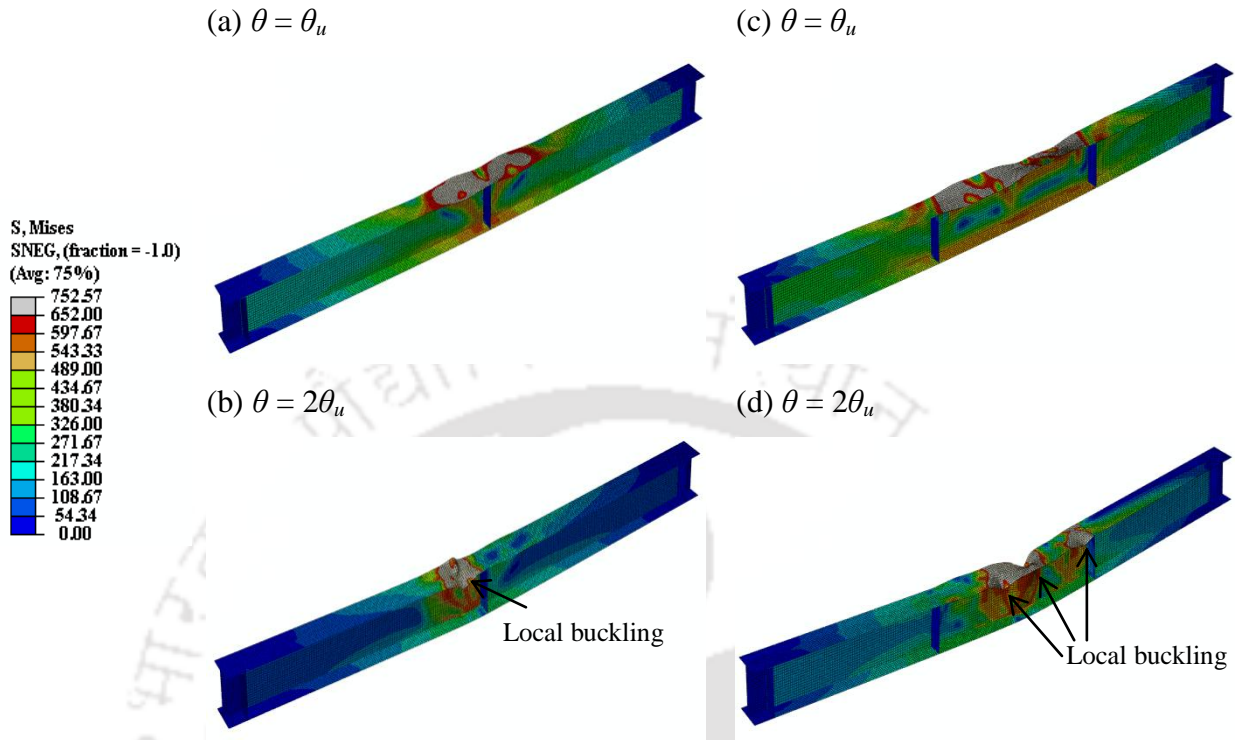 (a) θ = θu
(c) θ = θu
S, Mises
SNEG, (fraction = -1.0)
(Avg: 75%)
752.57
652.00
597.67
543.33
489.00
434.67
380.34
326.00
271.67
217.34
163.00
108.67
54.34
0.00
(b) θ = 2θu
(d) θ = 2θu
Local buckling
Local buckling